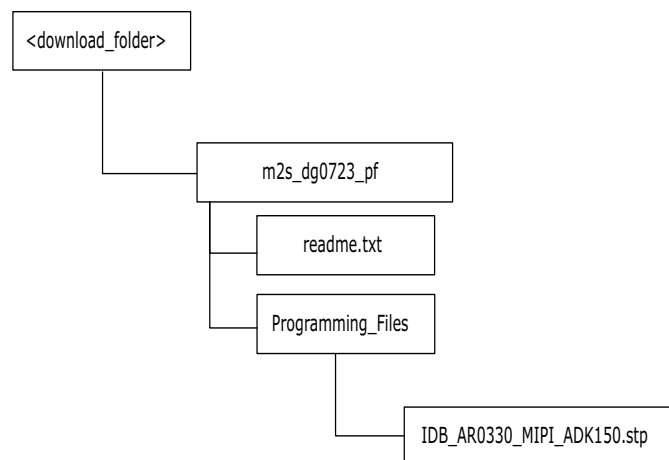 <download_folder>
m2s_dg0723_pf
readme.txt
Programming_Files
IDB_AR0330_MIPI_ADK150.stp